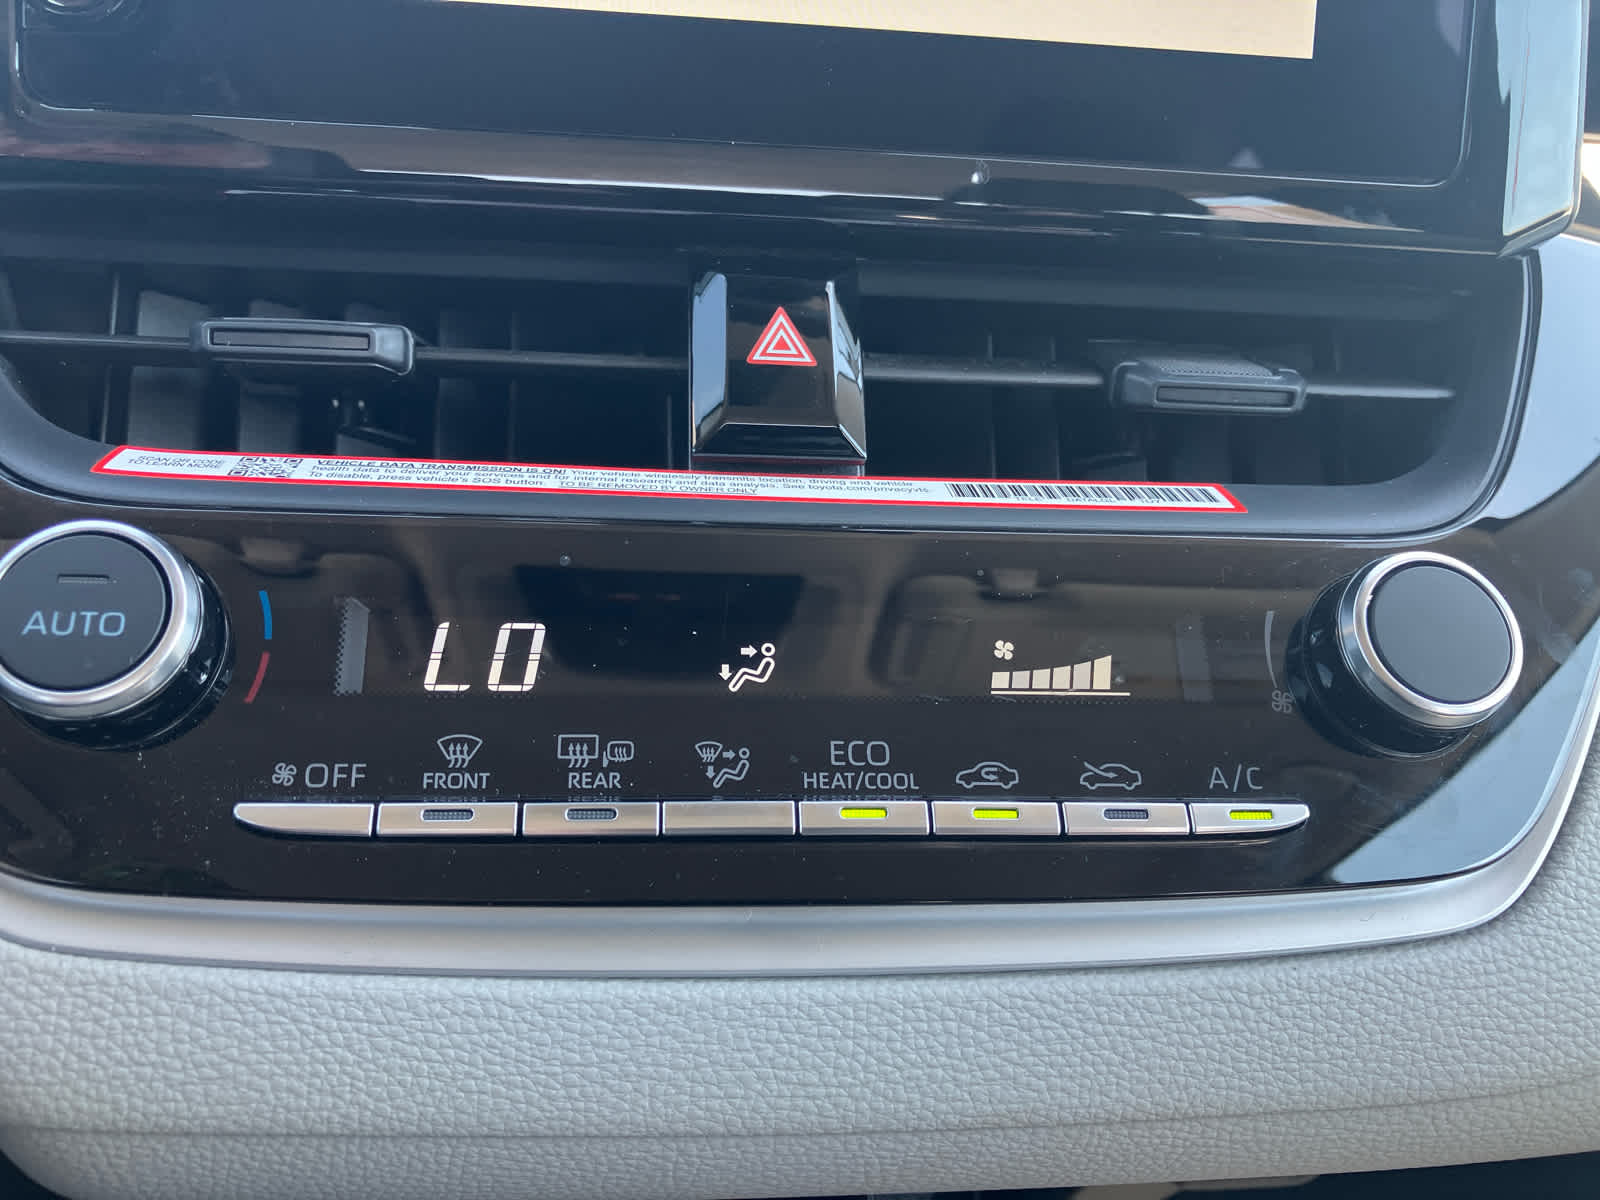 SCAN QR CODE
TO LEARN MORE
VEHICLE DATA TRANSMISSION IS ON! Your vehicle wirelessly transmits location, driving and vehicle
health data to deliver your services and for internal research and data analysis. See toyota.com/privacyvts.
To disable, press vehicle's SOS button. TO BE REMOVED BY OWNER ONLY
AUTO
LO
OFF
FRONT
REAR
ECO
HEAT/COOL
A/C